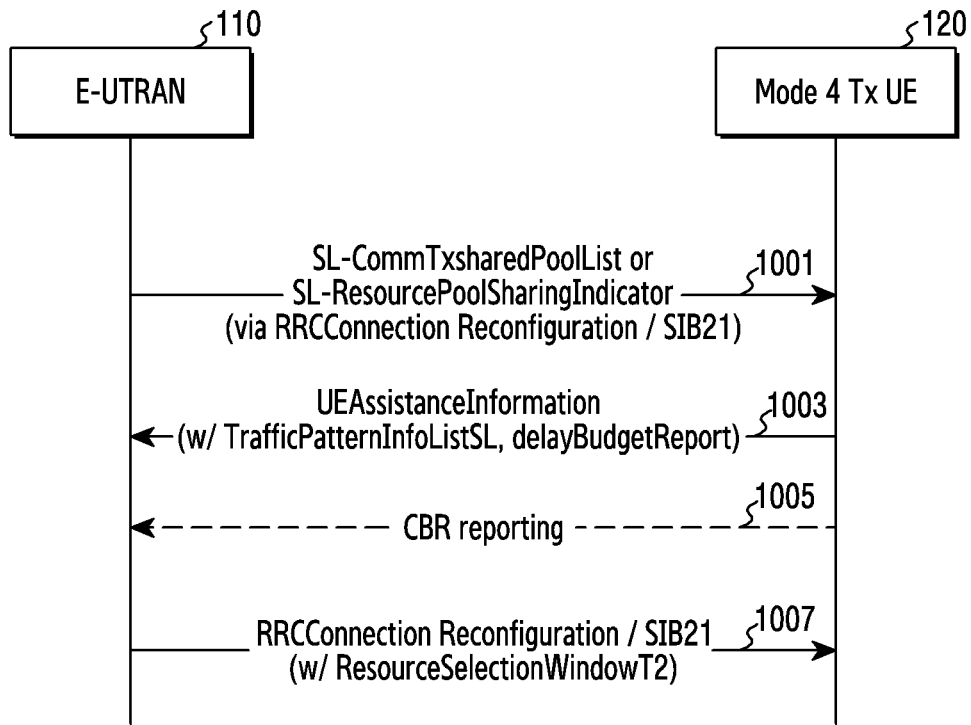 110
120
E-UTRAN
Mode 4 Tx UE
SL-CommTxsharedPoolList or
1001
SL-ResourcePoolSharingIndicator
(via RRCConnection Reconfiguration / SIB21)
UEAssistanceInformation
1003
(w/ TrafficPatternInfoListSL, delayBudgetReport)
1005
CBR reporting
RRCConnection Reconfiguration / SIB21
1007
(w/ ResourceSelectionWindowT2)